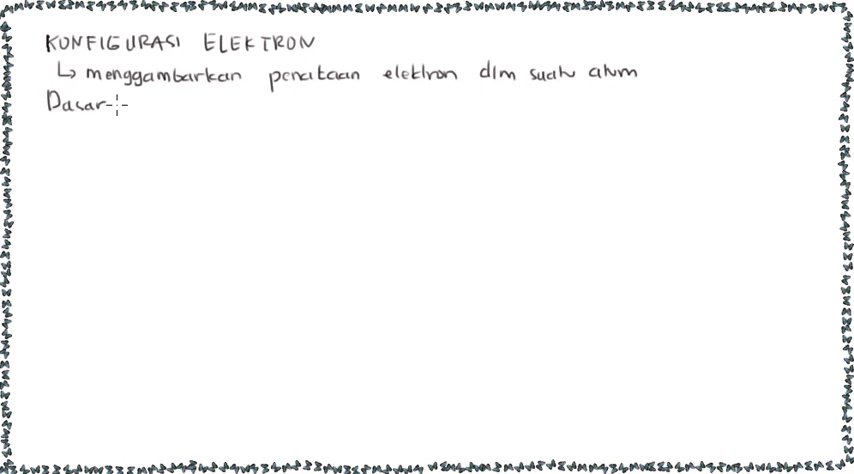 KONFIGURASI ELEKTRON
↳ menggambarkan penataan elektron dlm suatu atom
Dasar-